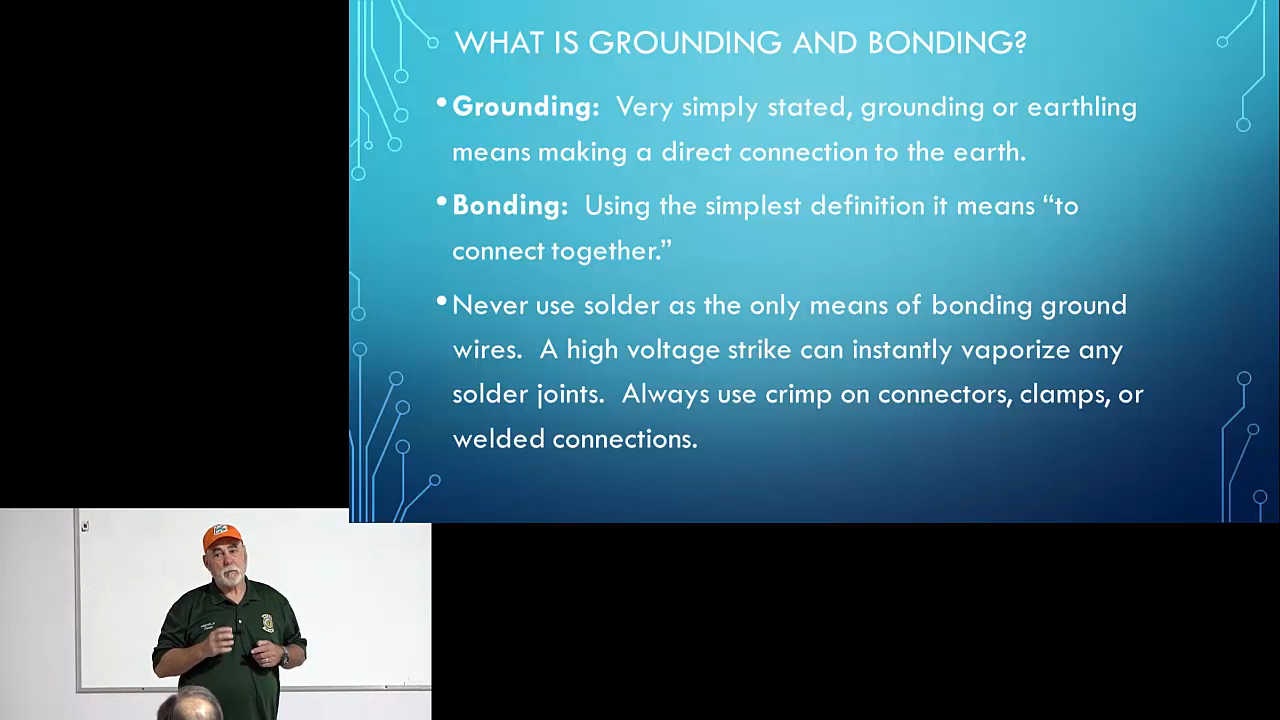 WHAT IS GROUNDING AND BONDING?
• Grounding: Very simply stated, grounding or earthling
means making a direct connection to the earth.
• Bonding: Using the simplest definition it means “to
connect together.”
• Never use solder as the only means of bonding ground
wires. A high voltage strike can instantly vaporize any
solder joints. Always use crimp on connectors, clamps, or
welded connections.